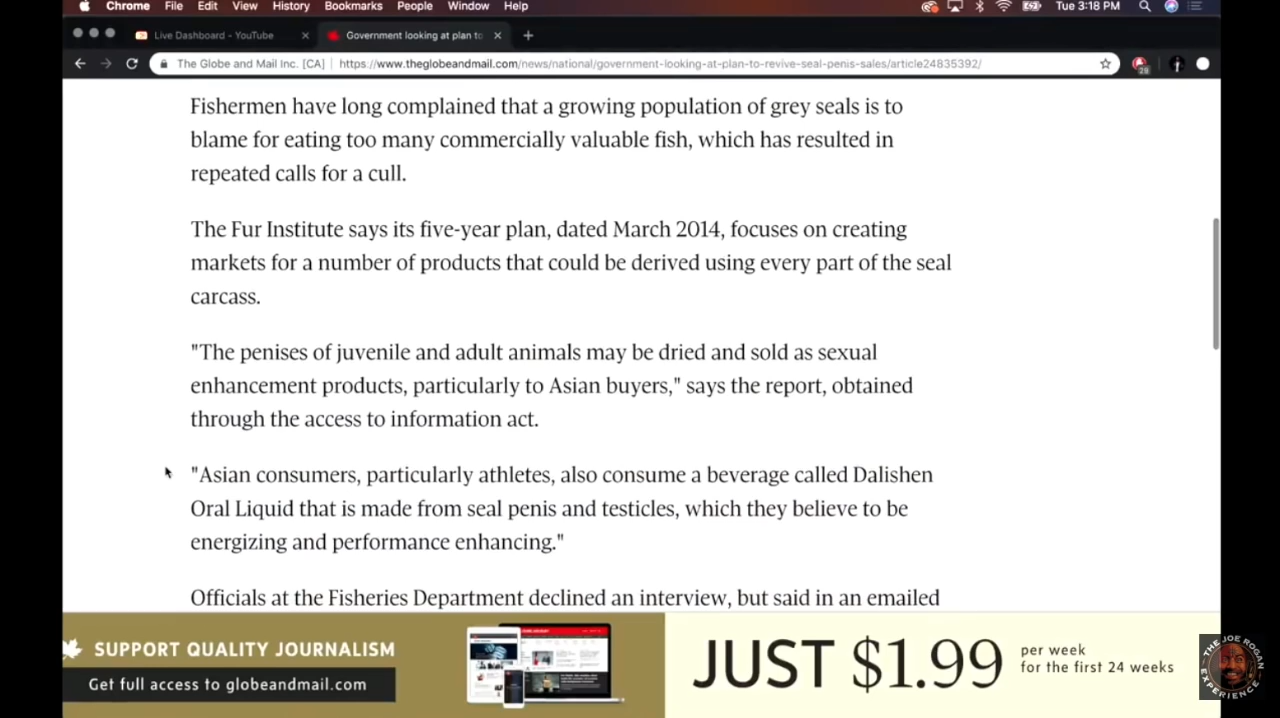 Chrome File Edit View History Bookmarks People Window Help Tue 3:18 PM
Live Dashboard - YouTube Government looking at plan to
The Globe and Mail Inc. [CA] https://www.theglobeandmail.com/news/national/government-looking-at-plan-to-revive-seal-penis-sales/article24835392/
Fishermen have long complained that a growing population of grey seals is to
blame for eating too many commercially valuable fish, which has resulted in
repeated calls for a cull.
The Fur Institute says its five-year plan, dated March 2014, focuses on creating
markets for a number of products that could be derived using every part of the seal
carcass.
"The penises of juvenile and adult animals may be dried and sold as sexual
enhancement products, particularly to Asian buyers," says the report, obtained
through the access to information act.
"Asian consumers, particularly athletes, also consume a beverage called Dalishen
Oral Liquid that is made from seal penis and testicles, which they believe to be
energizing and performance enhancing."
Officials at the Fisheries Department declined an interview, but said in an emailed
SUPPORT QUALITY JOURNALISM
Get full access to globeandmail.com
JUST $1.99
per week
for the first 24 weeks
THE JOE ROGAN
EXPERIENCE